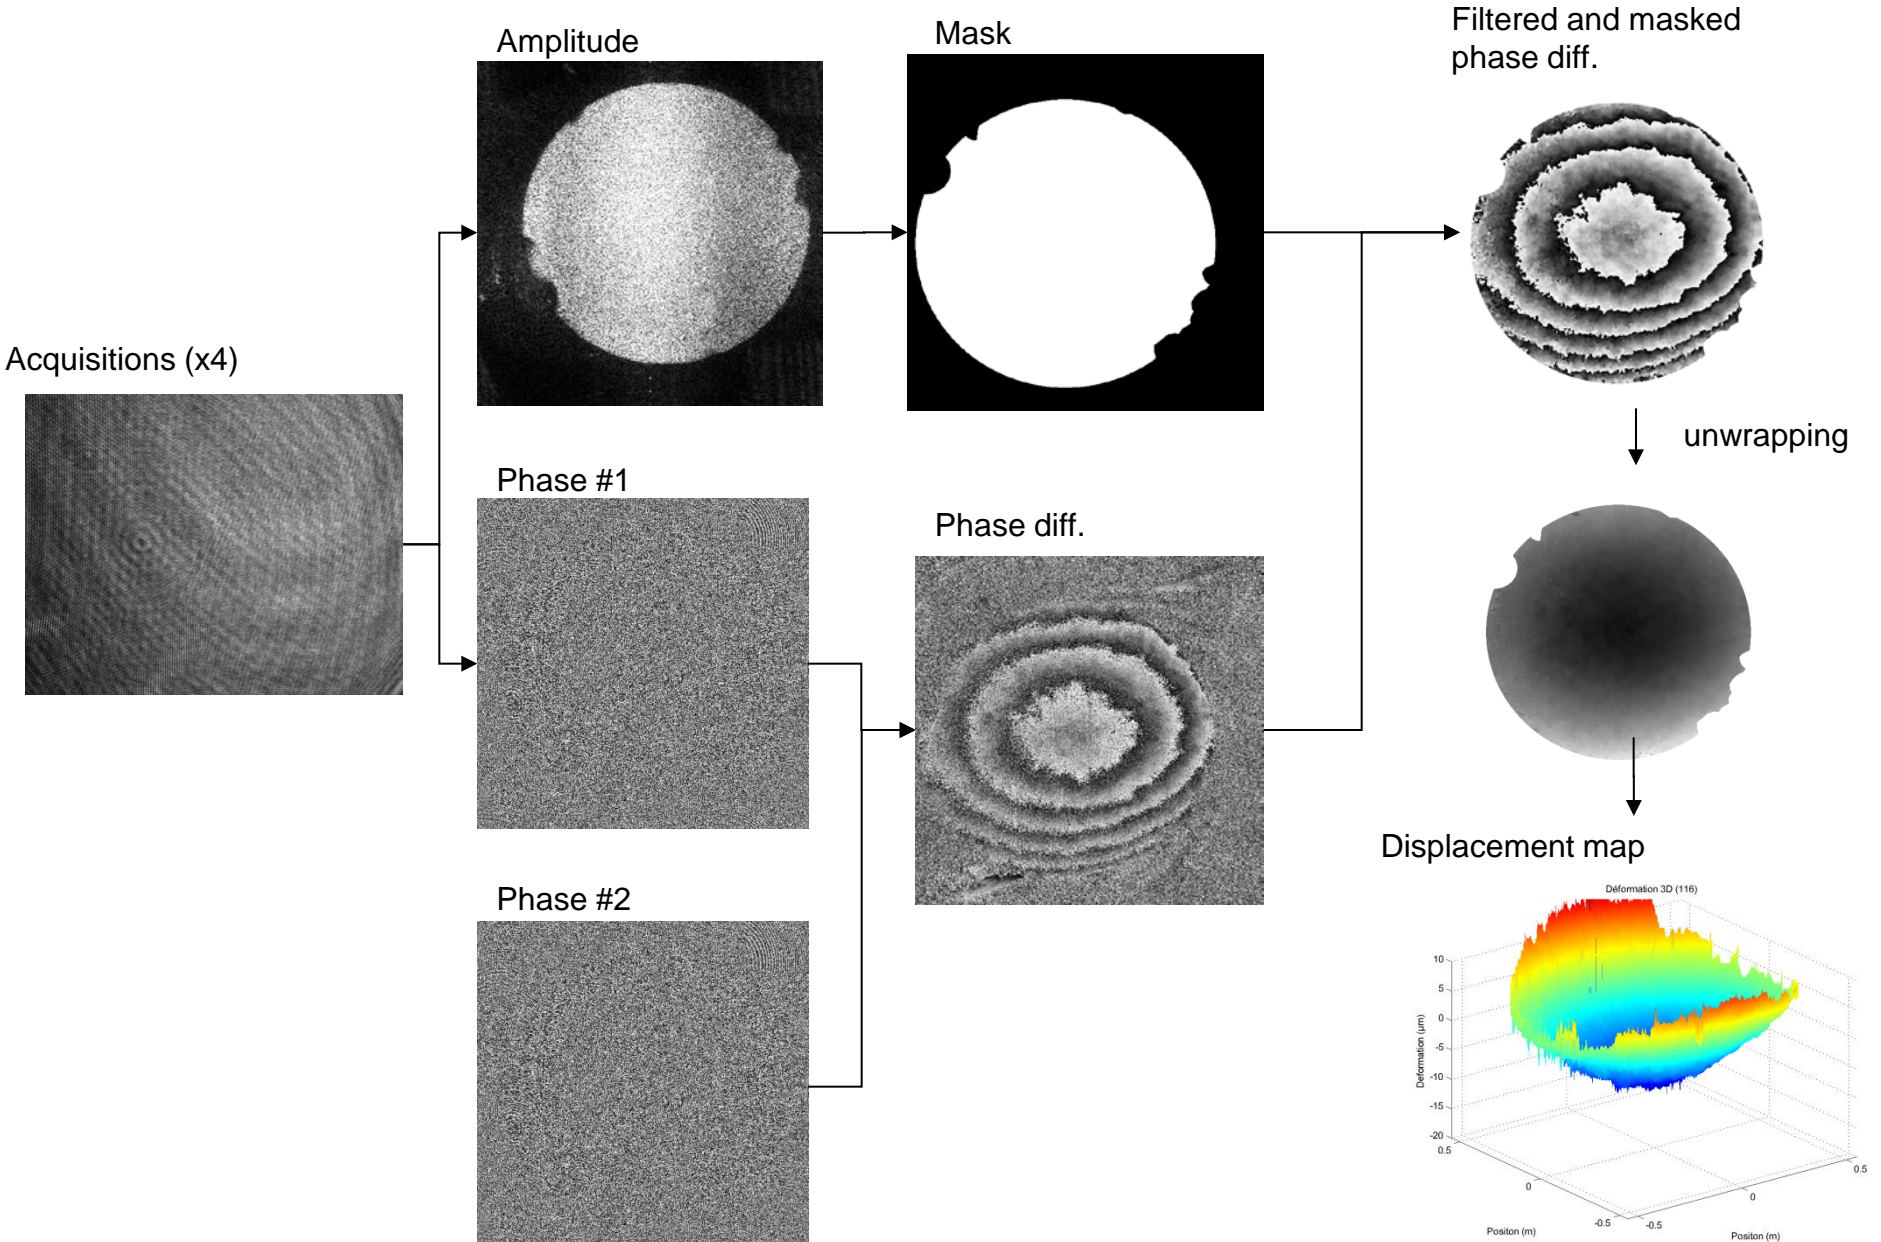 Amplitude
Mask
Filtered and masked
phase diff.
Acquisitions (x4)
unwrapping
Phase #1
Phase diff.
Displacement map
Phase #2
Déformation 3D (116)
10
5
0
-5
-10
-15
-20
Deformation (µm)
0.5
0
-0.5
Positon (m)
-0.5
0
0.5
Positon (m)